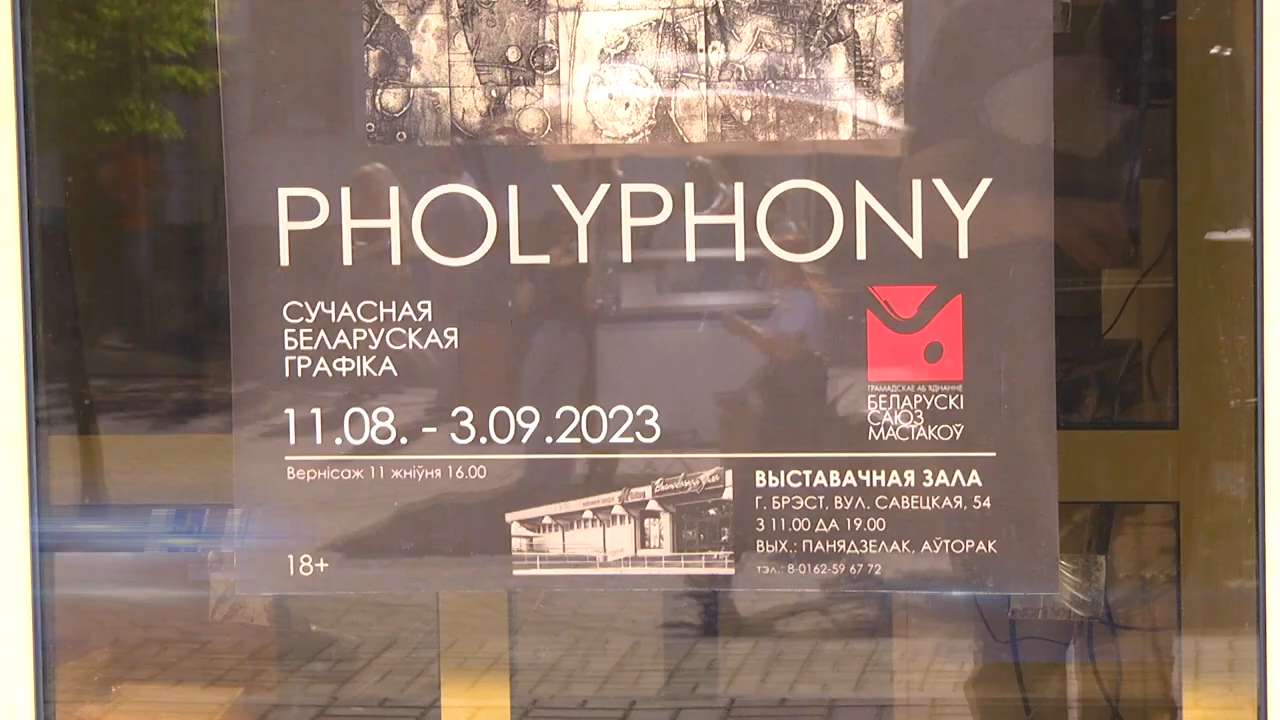 PHOLYPHONY
СУЧАСНАЯ
БЕЛАРУСКАЯ
ГРАФІКА
ГРАМАДСКАЕ АБ'ЯДНАННЕ
БЕЛАРУСКІ
САЮЗ
МАСТАКОЎ
11.08. - 3.09.2023
Вернісаж 11 жніўня 16.00
18+
ВЫСТАВАЧНАЯ ЗАЛА
Г. БРЭСТ, ВУЛ. САВЕЦКАЯ, 54
З 11.00 ДА 19.00
ВЫХ.: ПАНЯДЗЕЛАК, АЎТОРАК
тэл.: 8-0162-59 67 72